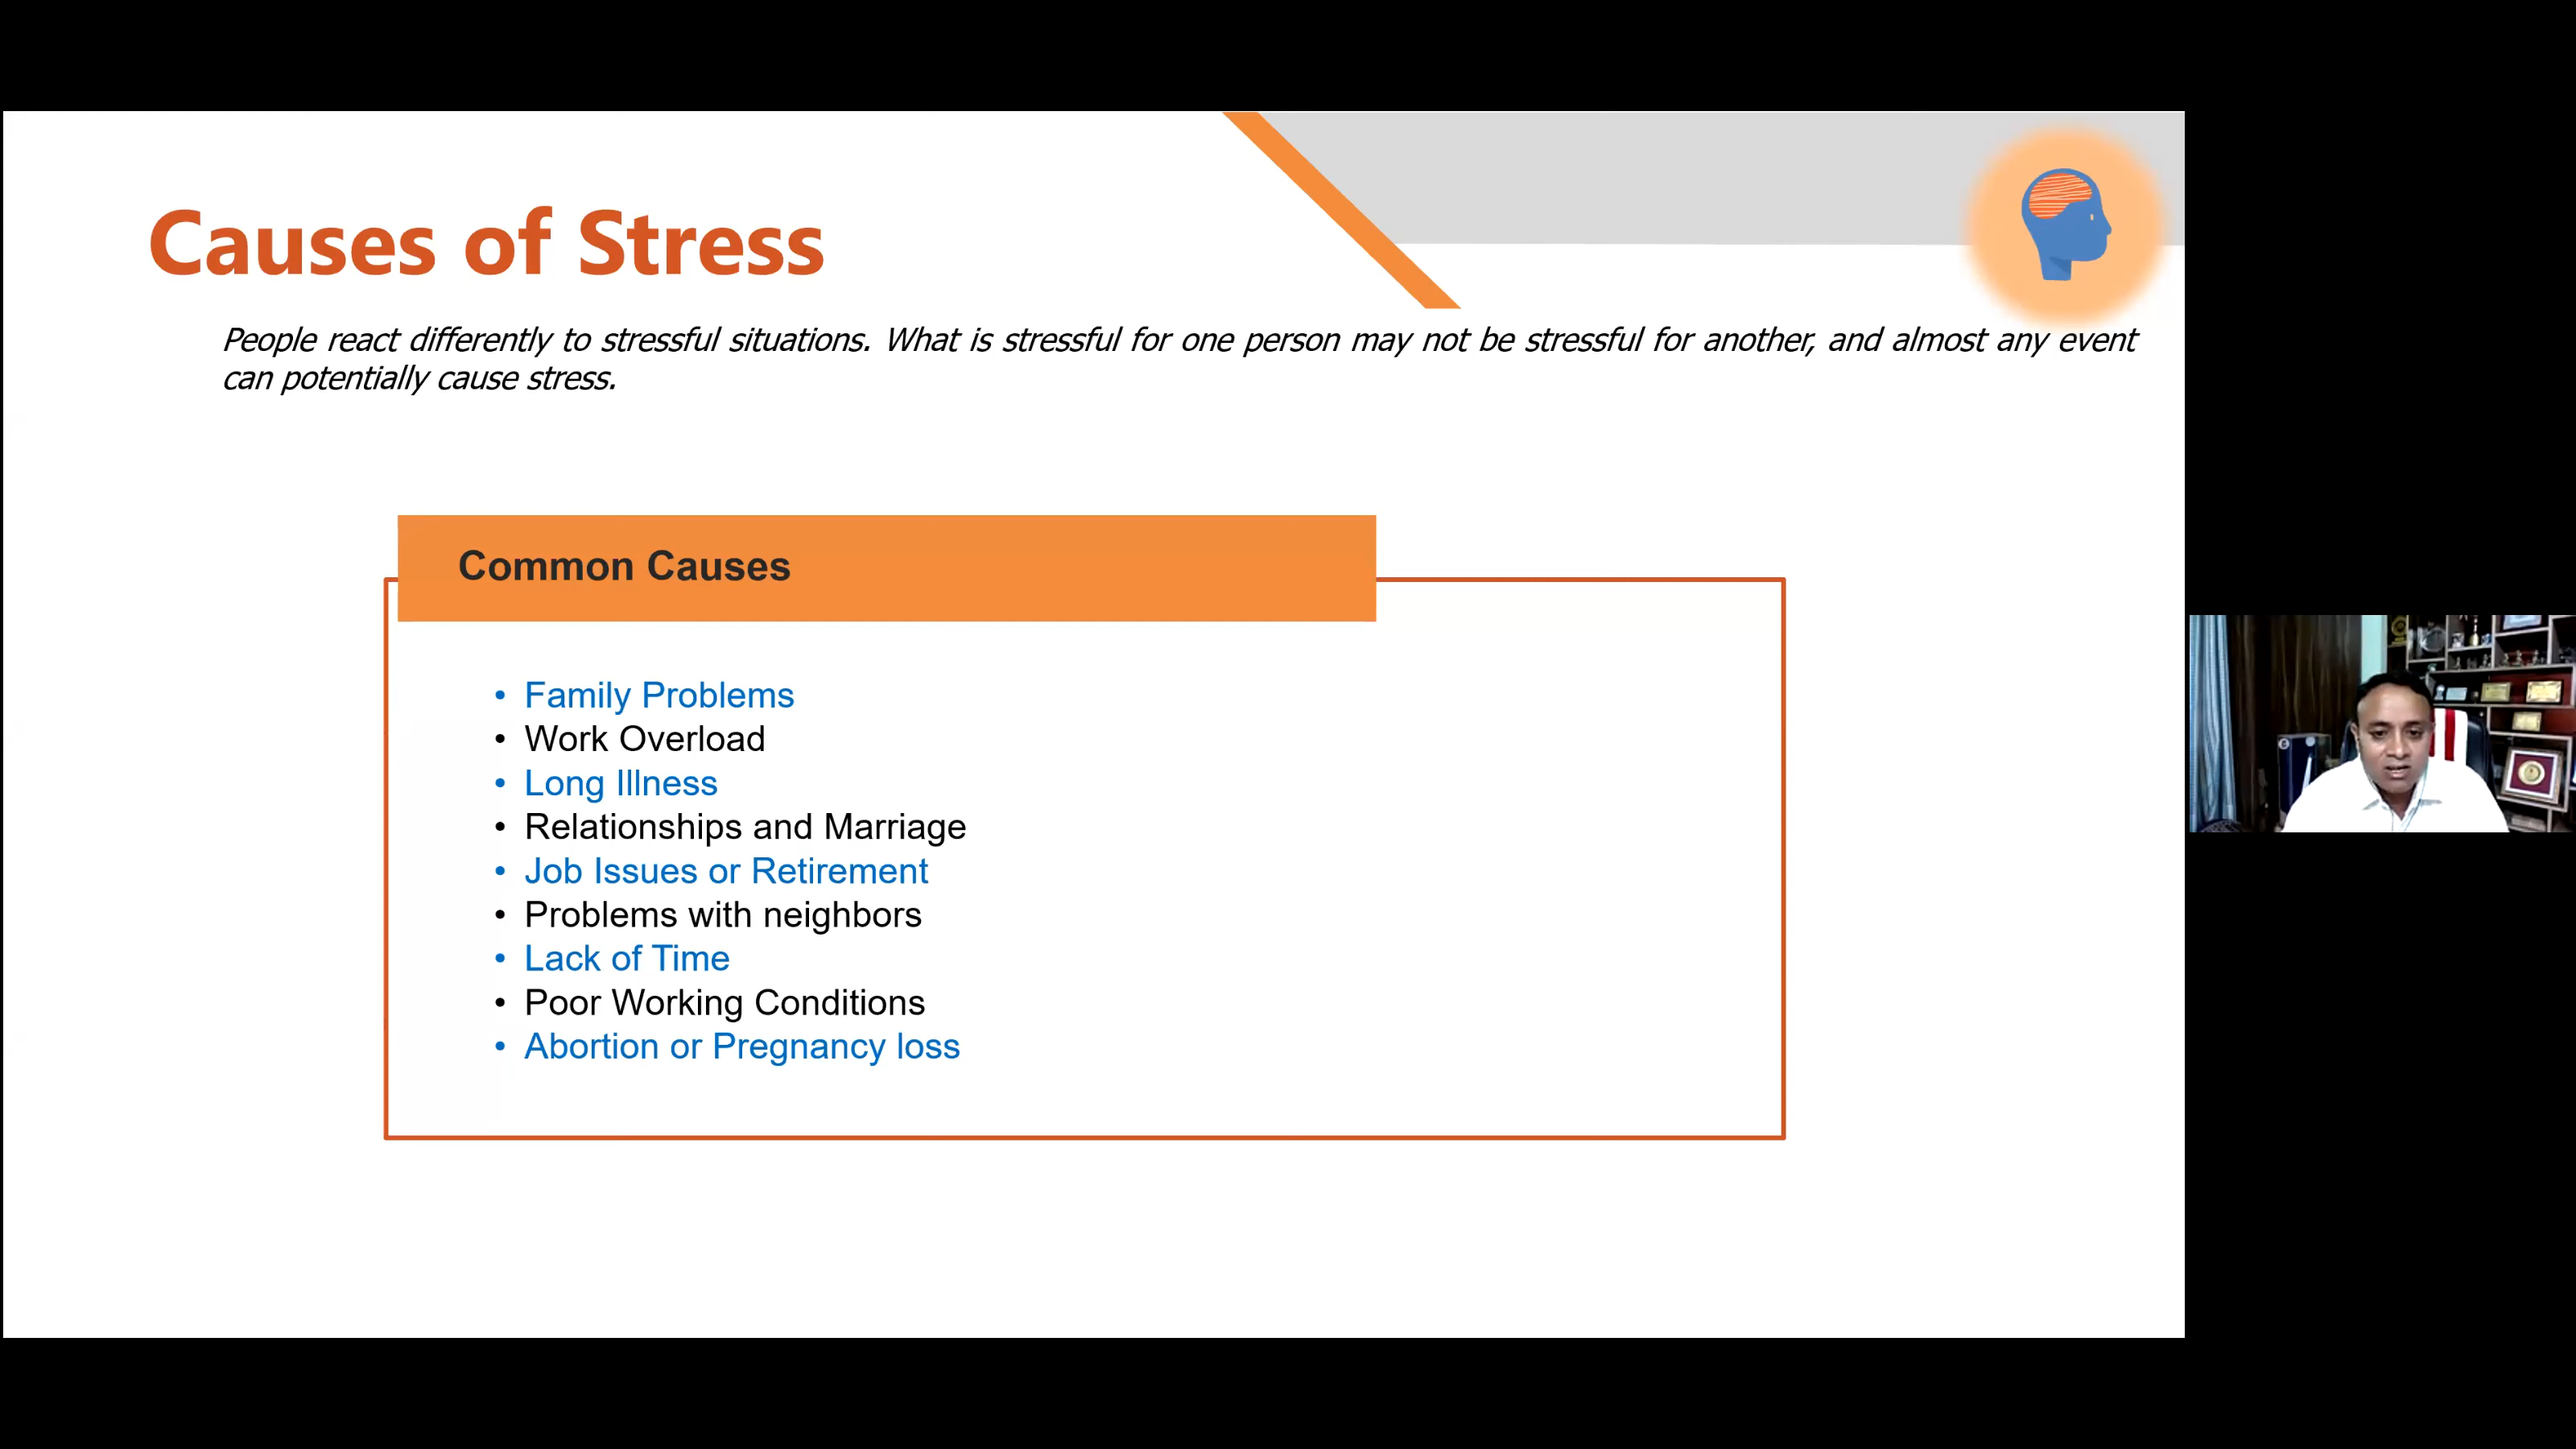 Causes of Stress
People react differently to stressful situations. What is stressful for one person may not be stressful for another, and almost any event
can potentially cause stress.
Common Causes
• Family Problems
• Work Overload
• Long Illness
• Relationships and Marriage
• Job Issues or Retirement
• Problems with neighbors
• Lack of Time
• Poor Working Conditions
• Abortion or Pregnancy loss